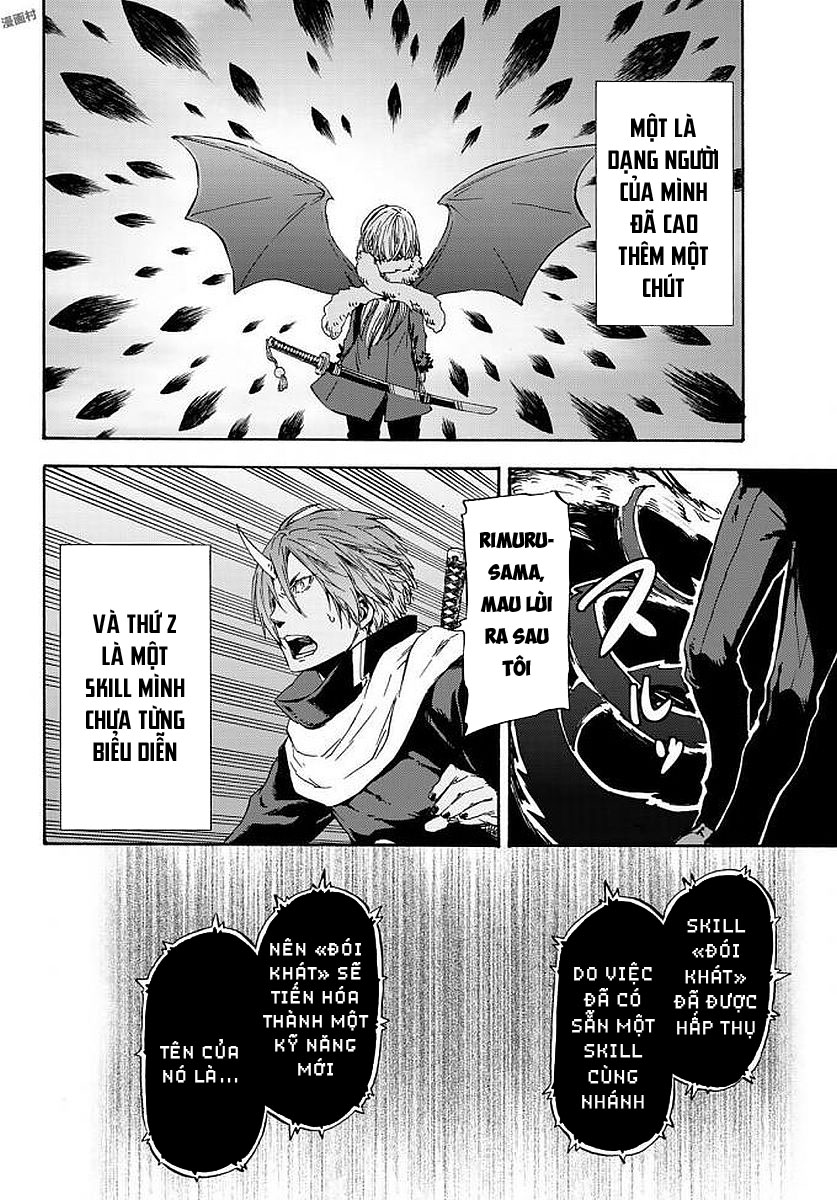 漫画村
MỘT LÀ
DẠNG NGƯỜI
CỦA MÌNH
ĐÃ CAO
THÊM MỘT
CHÚT
RIMURU-
SAMA,
MAU LÙI
RA SAU
TÔI
スルッ
VÀ THỨ 2
LÀ MỘT
SKILL MÌNH
CHƯA TỪNG
BIỂU DIỄN
SKILL
«ĐÓI
KHÁT»
ĐÃ ĐƯỢC
HẤP THỤ
DO VIỆC
ĐÃ CÓ
SẴN MỘT
SKILL
CÙNG
NHÁNH
NÊN «ĐÓI
KHÁT» SẼ
TIẾN HÓA
THÀNH MỘT
KỸ NĂNG
MỚI
TÊN CỦA
NÓ LÀ...